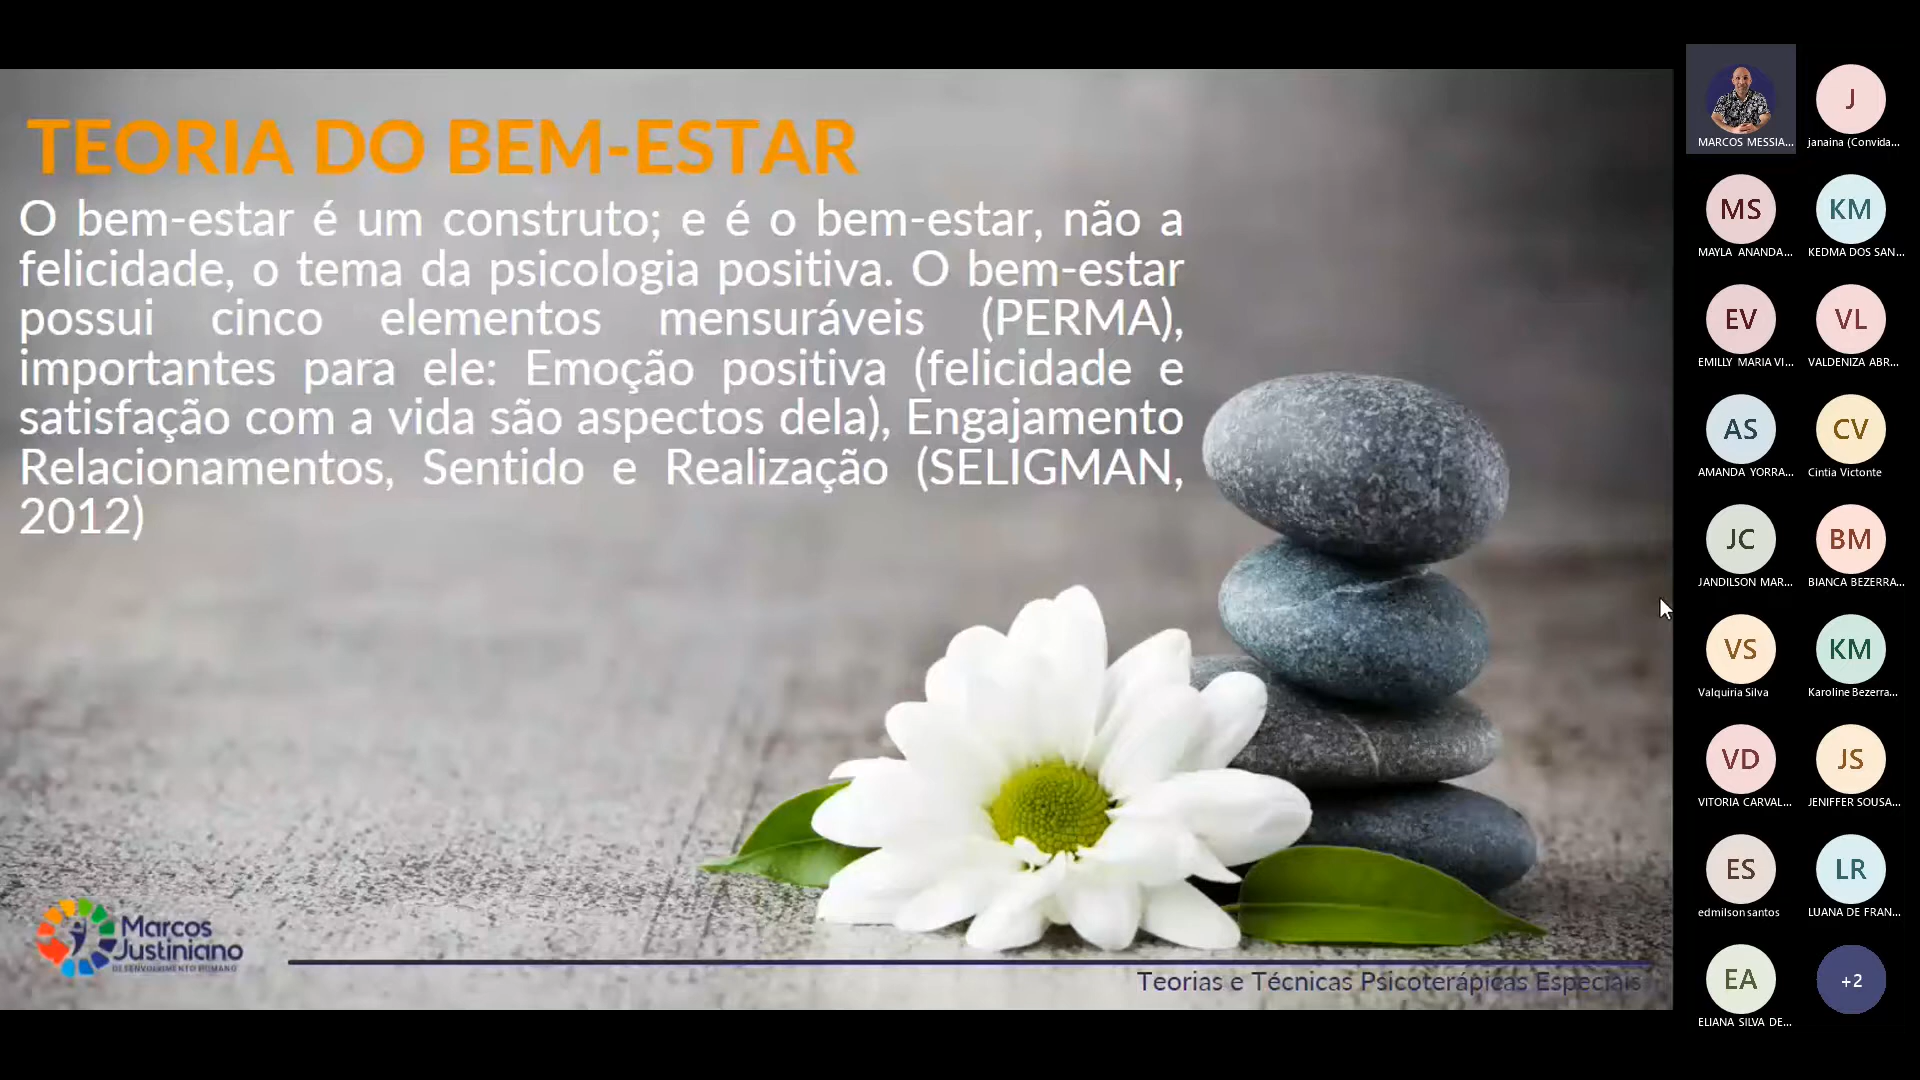 TEORIA DO BEM-ESTAR
O bem-estar é um construto; e é o bem-estar, não a
felicidade, o tema da psicologia positiva. O bem-estar
possui cinco elementos mensuráveis (PERMA),
importantes para ele: Emoção positiva (felicidade e
satisfação com a vida são aspectos dela), Engajamento
Relacionamentos, Sentido e Realização (SELIGMAN,
2012)
Marcos
Justiniano
DESENVOLVIMENTO HUMANO
Teorias e Técnicas Psicoterápicas Especiais
MARCOS MESSIA...
J
janaina (Convida...
MS
MAYLA ANANDA...
KM
KEDMA DOS SAN...
EV
EMILLY MARIA VI...
VL
VALDENIZA ABR...
AS
AMANDA YORRA...
CV
Cintia Victonte
JC
JANDILSON MAR...
BM
BIANCA BEZERRA...
VS
Valquiria Silva
KM
Karoline Bezerra...
VD
VITORIA CARVAL...
JS
JENIFFER SOUSA...
ES
edmilson santos
LR
LUANA DE FRAN...
EA
ELIANA SILVA DE...
+2